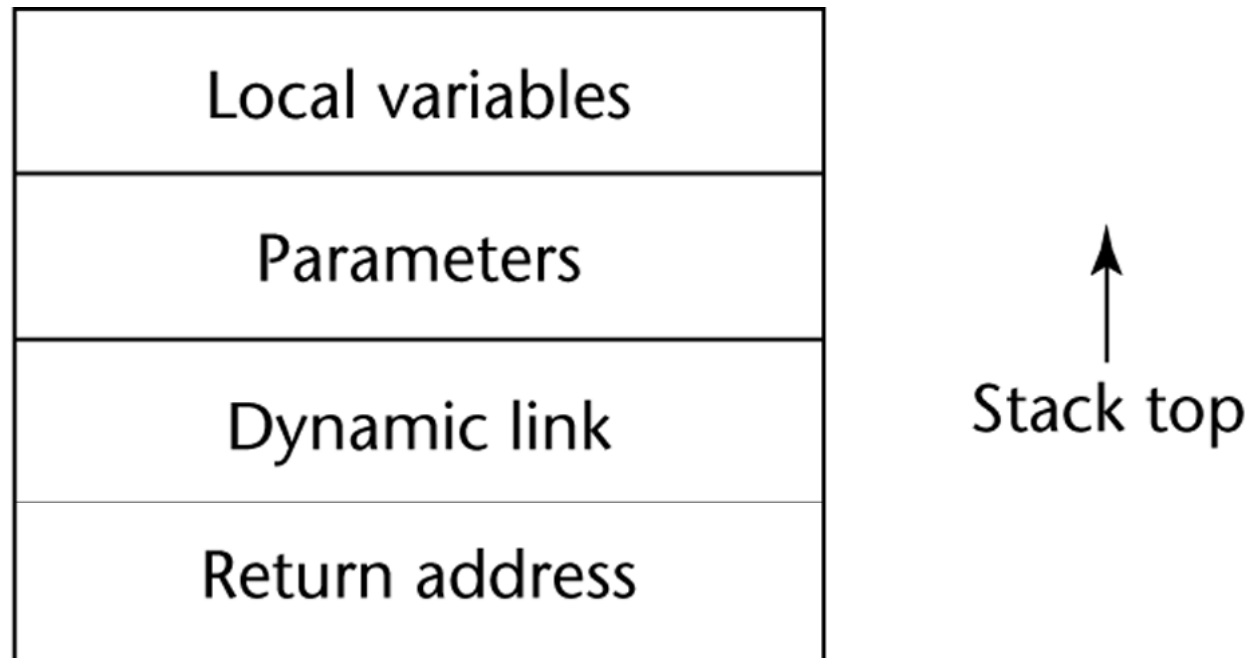 Local variables
Parameters
Dynamic link
Return address
Stack top